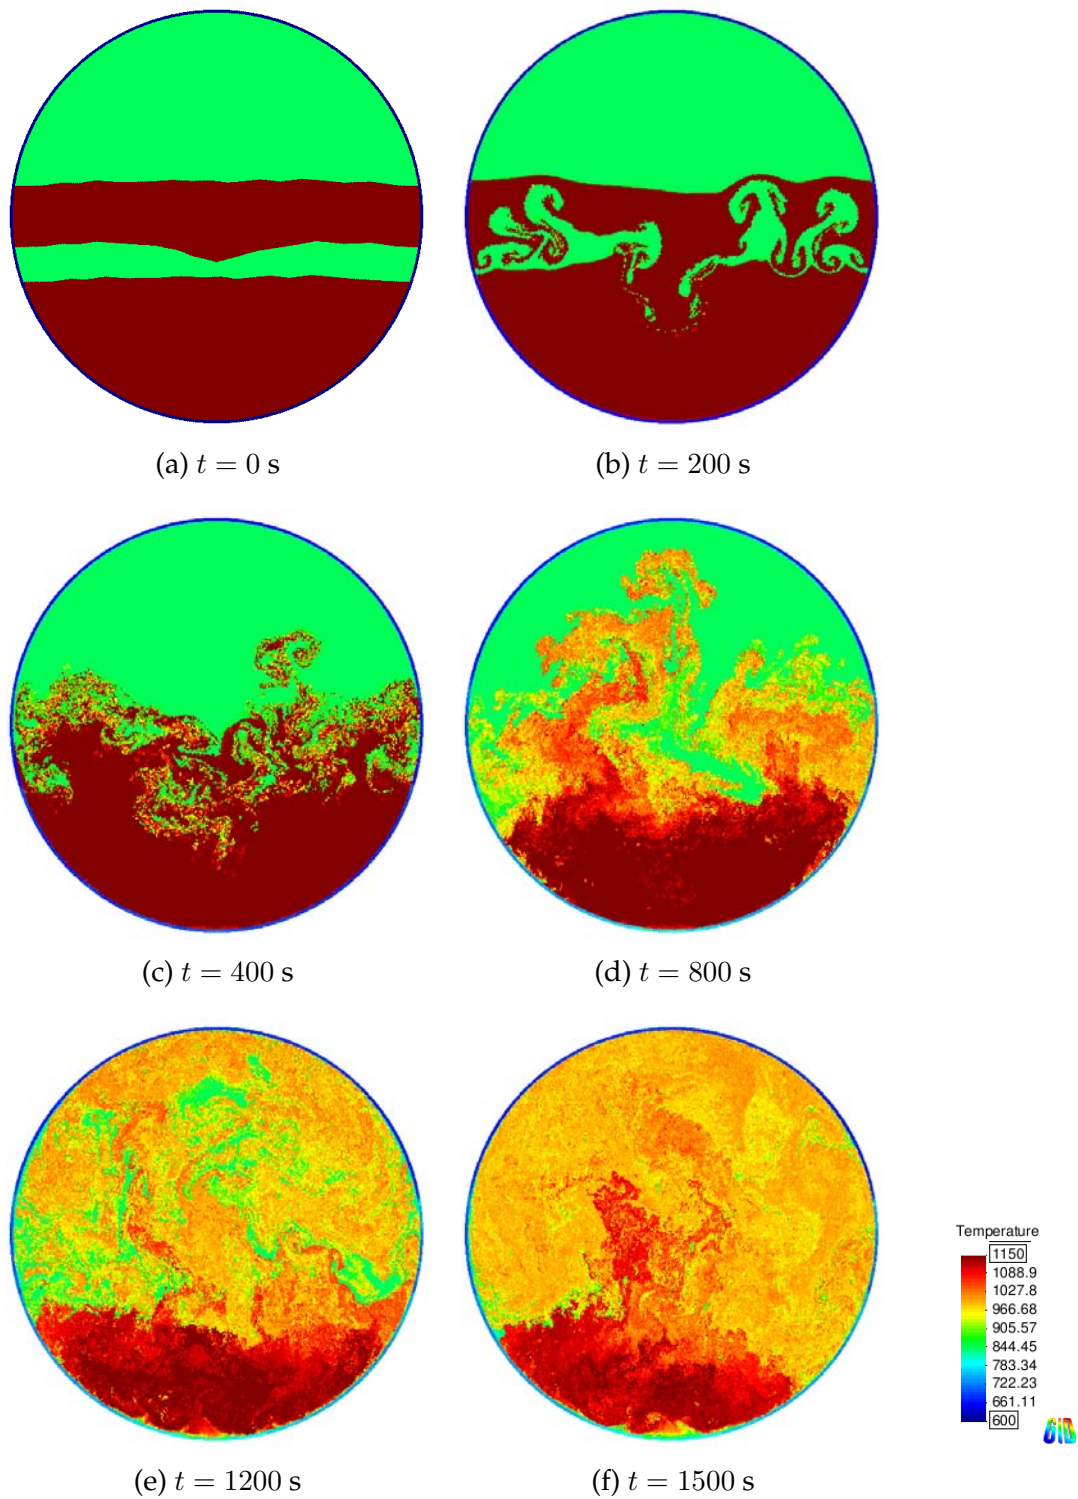 (a) t = 0 s
(b) t = 200 s
(c) t = 400 s
(d) t = 800 s
(e) t = 1200 s
(f) t = 1500 s
Temperature
1150
1088.9
1027.8
966.68
905.57
844.45
783.34
722.23
661.11
600
GiD